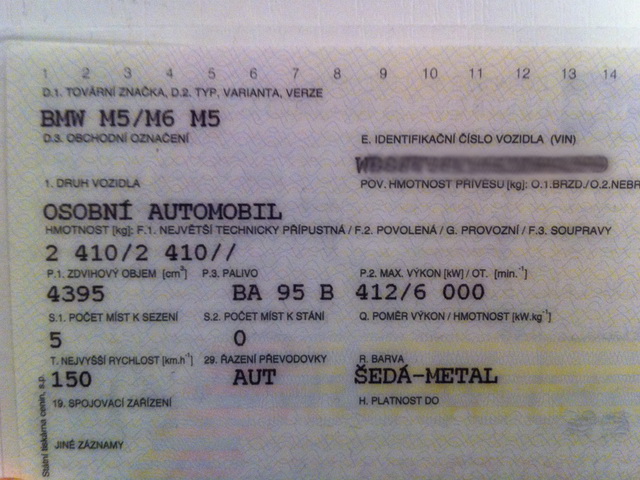 1 2 3 4 5 6 7 8 9 10 11 12 13 14
D.1. TOVÁRNÍ ZNAČKA, D.2. TYP, VARIANTA, VERZE
BMW M5/M6 M5
D.3. OBCHODNÍ OZNAČENÍ E. IDENTIFIKAČNÍ ČÍSLO VOZIDLA (VIN)
1. DRUH VOZIDLA POV. HMOTNOST PŘÍVĚSU [kg]: O.1.BRZD./O.2.NEBR
OSOBNÍ AUTOMOBIL
HMOTNOST [kg]: F.1. NEJVĚTŠÍ TECHNICKY PŘÍPUSTNÁ / F.2. POVOLENÁ / G. PROVOZNÍ / F.3. SOUPRAVY
2 410/2 410//
P.1. ZDVIHOVÝ OBJEM [cm³] P.3. PALIVO P.2. MAX. VÝKON [kW] / OT. [min.⁻¹]
4395 BA 95 B 412/6 000
S.1. POČET MÍST K SEZENÍ S.2. POČET MÍST K STÁNÍ Q. POMĚR VÝKON / HMOTNOST [kW.kg⁻¹]
5 0
T. NEJVYŠŠÍ RYCHLOST [km.h⁻¹] 29. ŘAZENÍ PŘEVODOVKY R. BARVA
150 AUT ŠEDÁ-METAL
19. SPOJOVACÍ ZAŘÍZENÍ H. PLATNOST DO
JINÉ ZÁZNAMY
Státní tiskárna cenin, s.p.